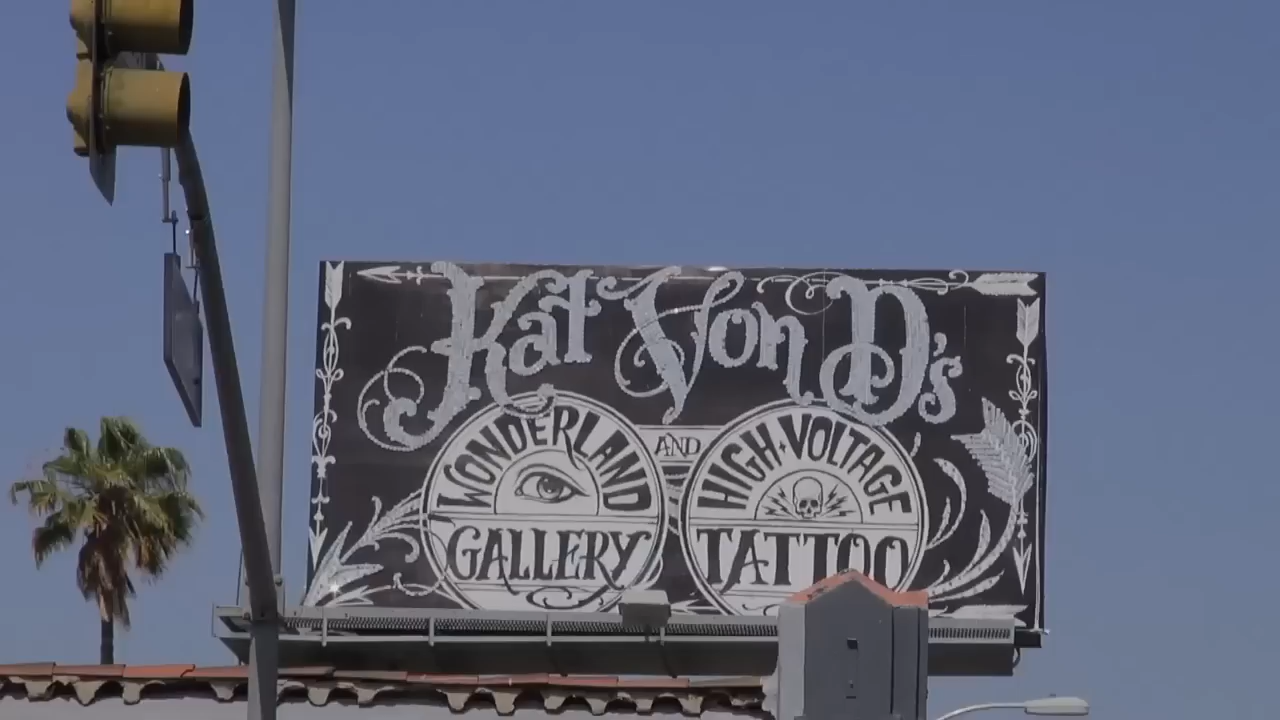 Kat Von D's
WONDERLAND
GALLERY
AND
HIGH VOLTAGE
TATTOO